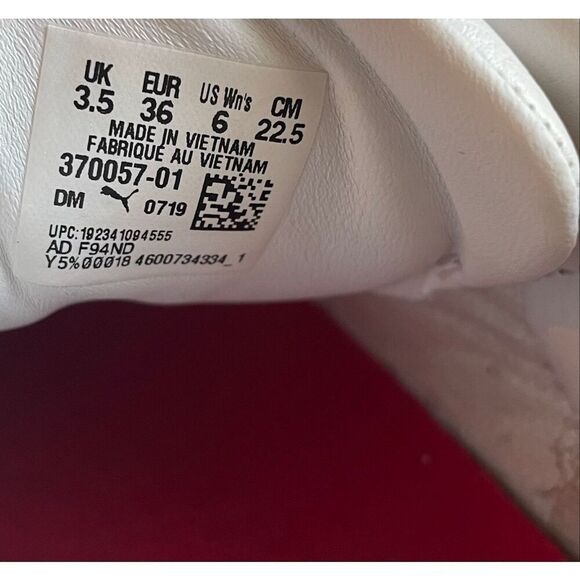 UK EUR US Wn's CM
3.5 36 6 22.5
MADE IN VIETNAM
FABRIQUÉ AU VIETNAM
370057-01
DM 0719
UPC:192341094555
AD F94ND
Y5%00018 4600734334_1